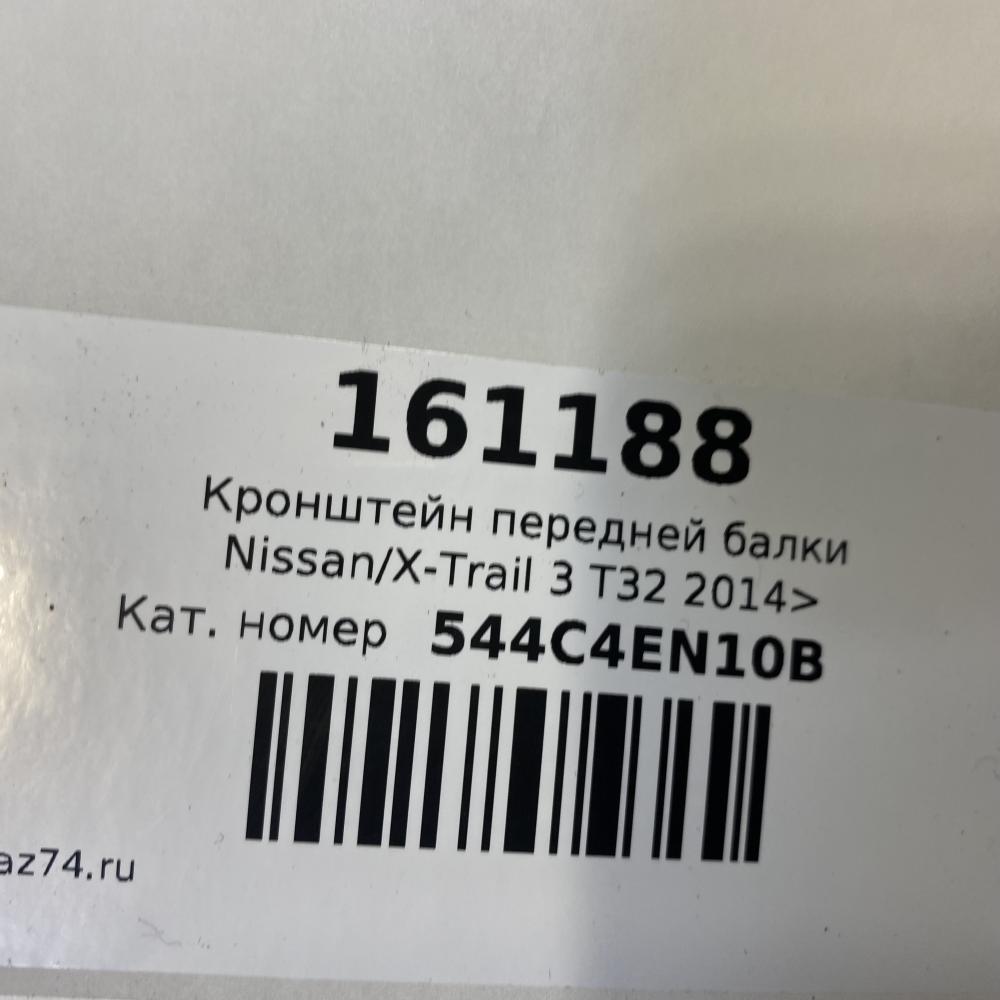 161188
Кронштейн передней балки
Nissan/X-Trail 3 T32 2014>
Кат. номер 544C4EN10B
az74.ru